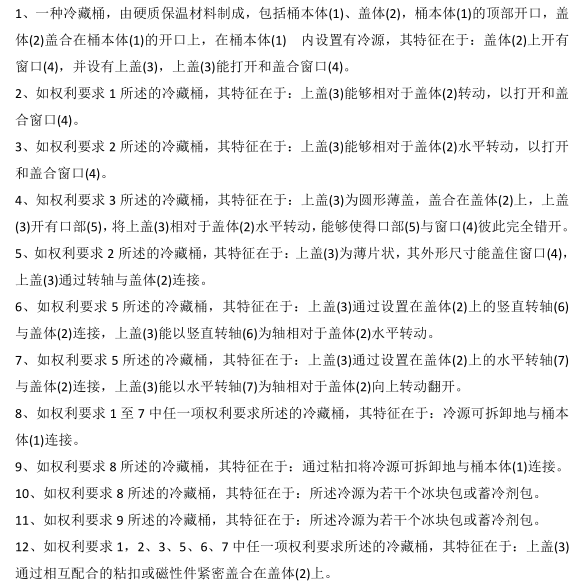 1、一种冷藏桶，由硬质保温材料制成，包括桶本体(1)、盖体(2)，桶本体(1)的顶部开口，盖
体(2)盖合在桶本体(1)的开口上，在桶本体(1)　内设置有冷源，其特征在于：盖体(2)上开有
窗口(4)，并设有上盖(3)，上盖(3)能打开和盖合窗口(4)。
2、如权利要求 1 所述的冷藏桶，其特征在于：上盖(3)能够相对于盖体(2)转动，以打开和盖
合窗口(4)。
3、如权利要求 2 所述的冷藏桶，其特征在于：上盖(3)能够相对于盖体(2)水平转动，以打开
和盖合窗口(4)。
4、知权利要求 3 所述的冷藏桶，其特征在于：上盖(3)为圆形薄盖，盖合在盖体(2)上，上盖
(3)开有口部(5)，将上盖(3)相对于盖体(2)水平转动，能够使得口部(5)与窗口(4)彼此完全错开。
5、如权利要求 2 所述的冷藏桶，其特征在于：上盖(3)为薄片状，其外形尺寸能盖住窗口(4)，
上盖(3)通过转轴与盖体(2)连接。
6、如权利要求 5 所述的冷藏桶，其特征在于：上盖(3)通过设置在盖体(2)上的竖直转轴(6)
与盖体(2)连接，上盖(3)能以竖直转轴(6)为轴相对于盖体(2)水平转动。
7、如权利要求 5 所述的冷藏桶，其特征在于：上盖(3)通过设置在盖体(2)上的水平转轴(7)
与盖体(2)连接，上盖(3)能以水平转轴(7)为轴相对于盖体(2)向上转动翻开。
8、如权利要求 1 至 7 中任一项权利要求所述的冷藏桶，其特征在于：冷源可拆卸地与桶本
体(1)连接。
9、如权利要求 8 所述的冷藏桶，其特征在于：通过粘扣将冷源可拆卸地与桶本体(1)连接。
10、如权利要求 8 所述的冷藏桶，其特征在于：所述冷源为若干个冰块包或蓄冷剂包。
11、如权利要求 9 所述的冷藏桶，其特征在于：所述冷源为若干个冰块包或蓄冷剂包。
12、如权利要求 1，2、3、5、6、7 中任一项权利要求所述的冷藏桶，其特征在于：上盖(3)
通过相互配合的粘扣或磁性件紧密盖合在盖体(2)上。